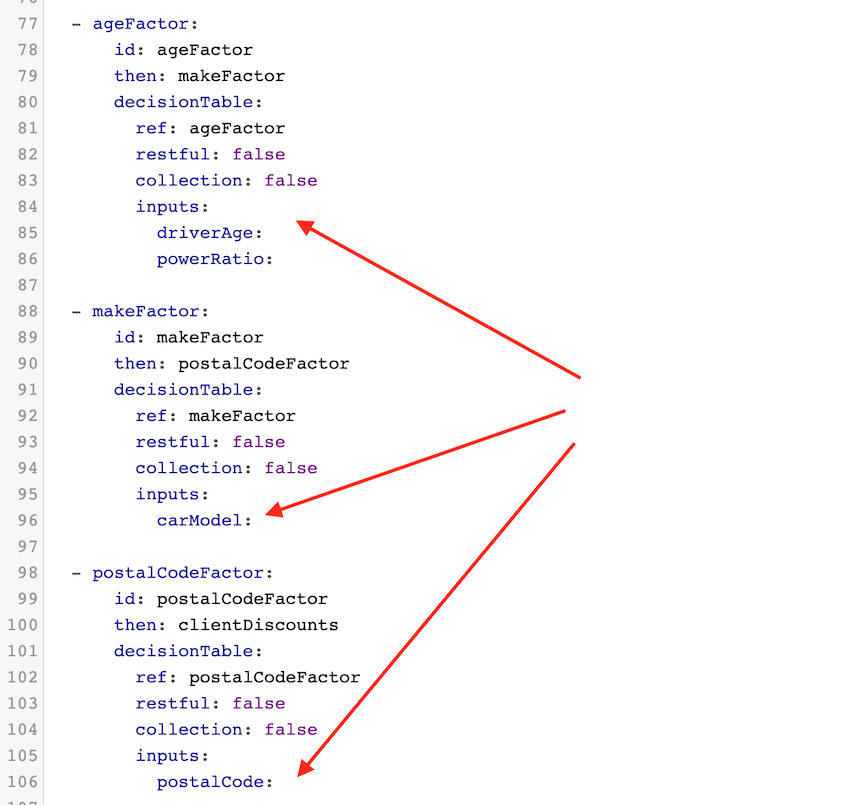 77 - ageFactor:
78 id: ageFactor
79 then: makeFactor
80 decisionTable:
81 ref: ageFactor
82 restful: false
83 collection: false
84 inputs:
85 driverAge:
86 powerRatio:
87
88 - makeFactor:
89 id: makeFactor
90 then: postalCodeFactor
91 decisionTable:
92 ref: makeFactor
93 restful: false
94 collection: false
95 inputs:
96 carModel:
97
98 - postalCodeFactor:
99 id: postalCodeFactor
100 then: clientDiscounts
101 decisionTable:
102 ref: postalCodeFactor
103 restful: false
104 collection: false
105 inputs:
106 postalCode: